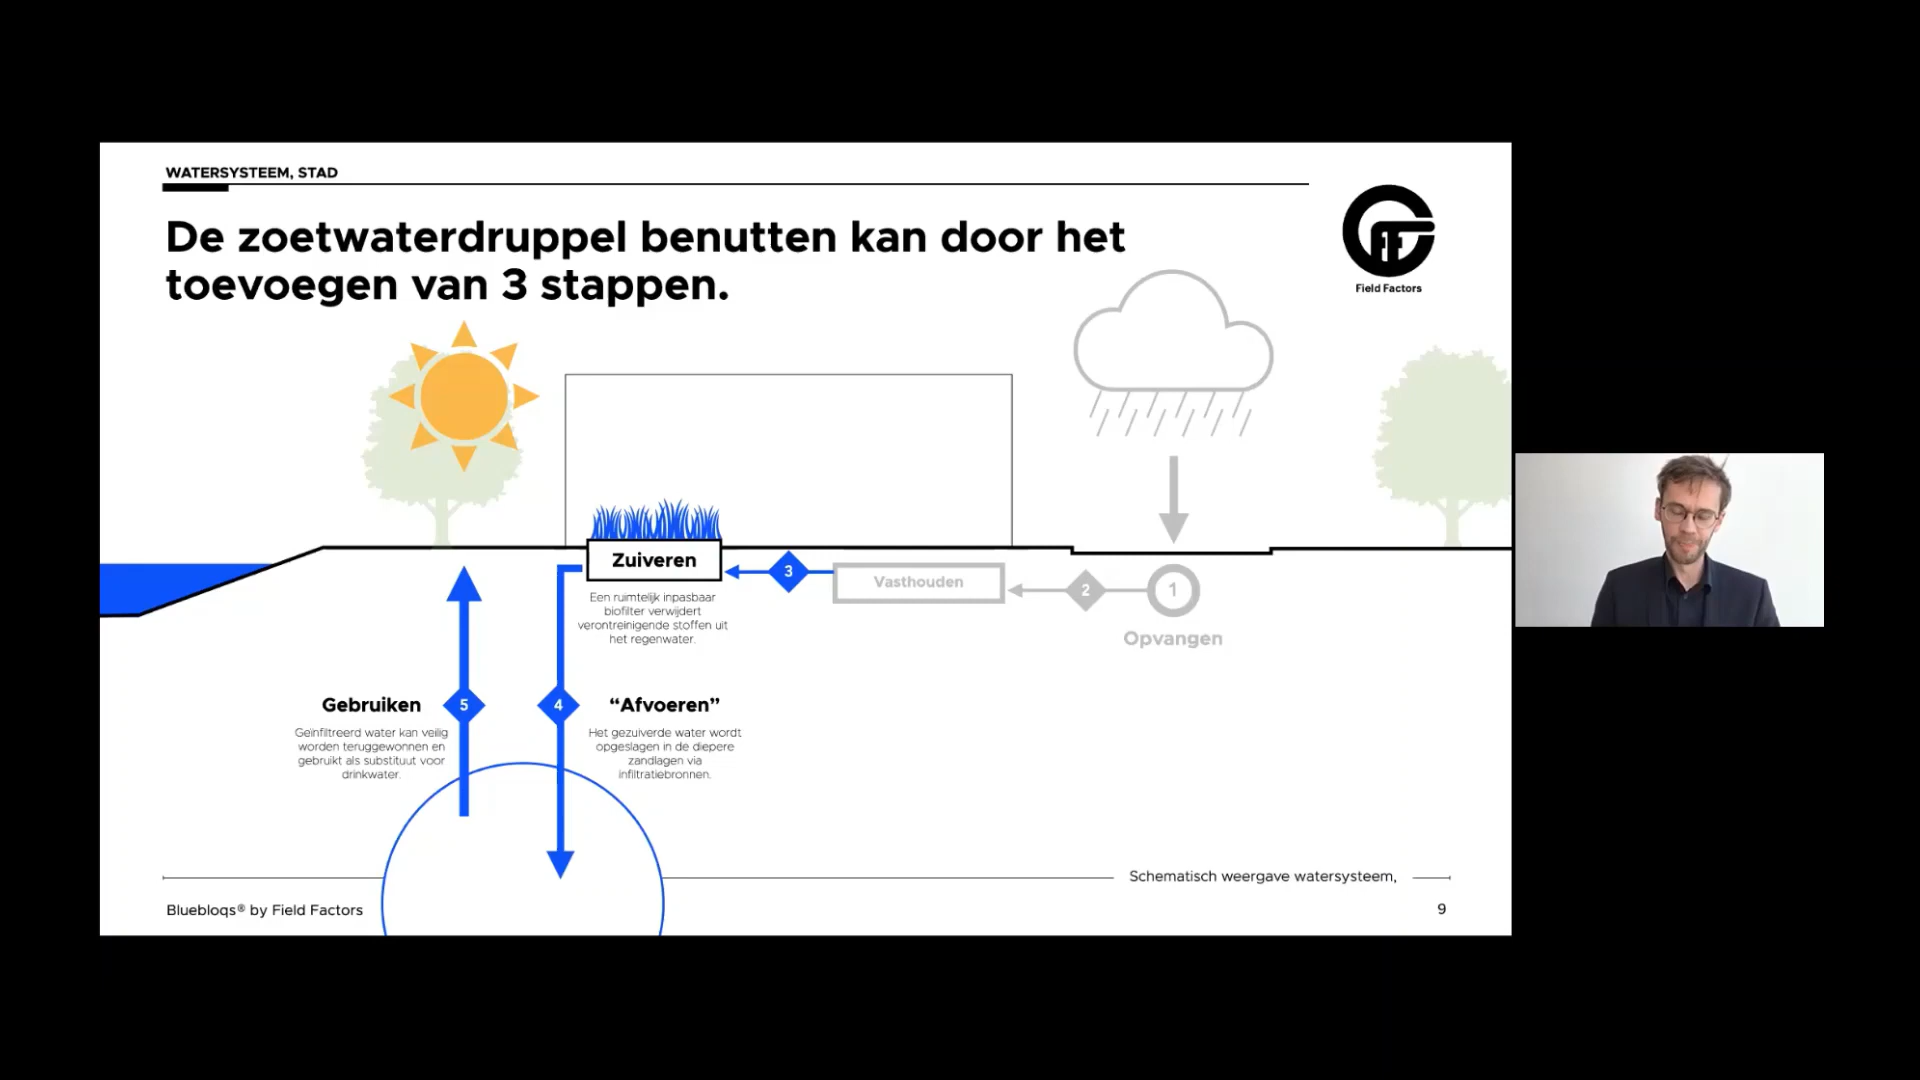 WATERSYSTEEM, STAD
De zoetwaterdruppel benutten kan door het
toevoegen van 3 stappen.
Field Factors
Zuiveren
3
Vasthouden
2
1
Een ruimtelijk inpasbaar
biofilter verwijdert
verontreinigende stoffen uit
het regenwater.
Opvangen
Gebruiken
5
4
“Afvoeren”
Geïnfiltreerd water kan veilig
worden teruggewonnen en
gebruikt als substituut voor
drinkwater.
Het gezuiverde water wordt
opgeslagen in de diepere
zandlagen via
infiltratiebronnen.
Schematisch weergave watersysteem,
Bluebloqs® by Field Factors
9